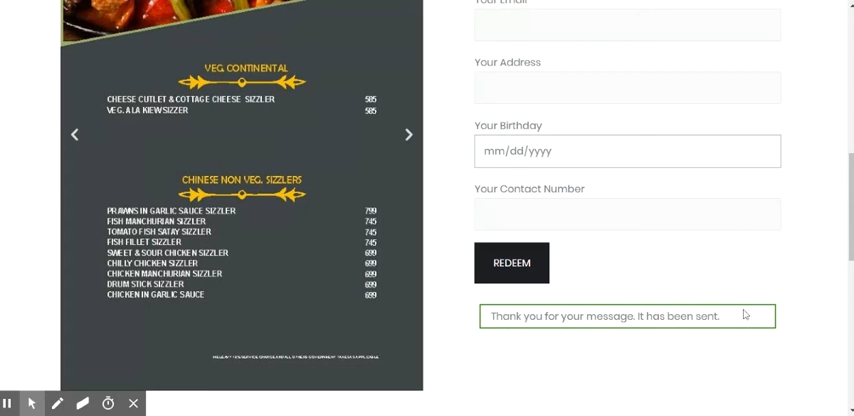 VEG. CONTINENTAL
CHEESE CUTLET & COTTAGE CHEESE SIZZLER 585
VEG. A LA KIEW SIZZER 585
CHINESE NON VEG. SIZZLERS
PRAWNS IN GARLIC SAUCE SIZZLER 799
FISH MANCHURIAN SIZZLER 745
TOMATO FISH SATAY SIZZLER 745
FISH FILLET SIZZLER 745
SWEET & SOUR CHICKEN SIZZLER 699
CHILLY CHICKEN SIZZLER 699
CHICKEN MANCHURIAN SIZZLER 699
DRUM STICK SIZZLER 699
CHICKEN IN GARLIC SAUCE 699
Your Email
Your Address
Your Birthday
mm/dd/yyyy
Your Contact Number
REDEEM
Thank you for your message. It has been sent.